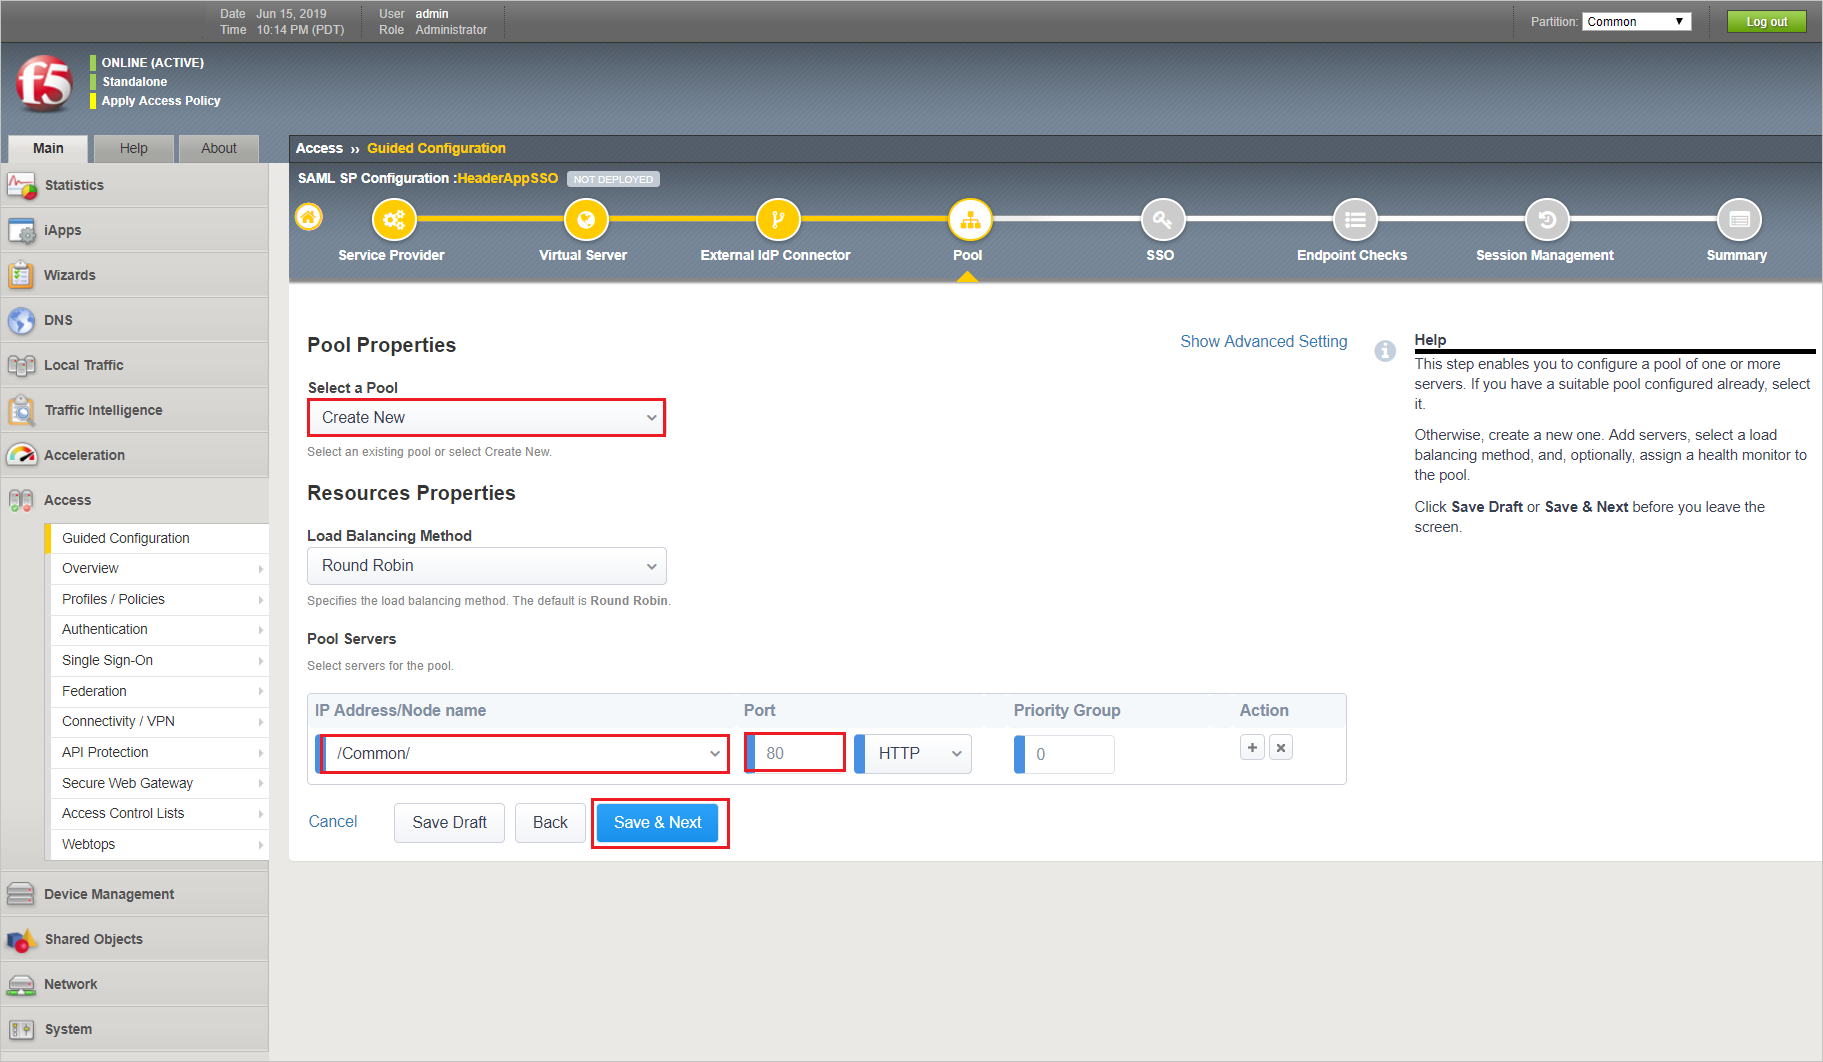 Date Jun 15, 2019
Time 10:14 PM (PDT)
User admin
Role Administrator
Partition: Common
Log out
f5
ONLINE (ACTIVE)
Standalone
Apply Access Policy
Main
Help
About
Statistics
iApps
Wizards
DNS
Local Traffic
Traffic Intelligence
Acceleration
Access
Guided Configuration
Overview
Profiles / Policies
Authentication
Single Sign-On
Federation
Connectivity / VPN
API Protection
Secure Web Gateway
Access Control Lists
Webtops
Device Management
Shared Objects
Network
System
Access ›› Guided Configuration
SAML SP Configuration :HeaderAppSSO NOT DEPLOYED
Service Provider
Virtual Server
External IdP Connector
Pool
SSO
Endpoint Checks
Session Management
Summary
Pool Properties
Show Advanced Setting
Select a Pool
Create New
Select an existing pool or select Create New.
Resources Properties
Load Balancing Method
Round Robin
Specifies the load balancing method. The default is Round Robin.
Pool Servers
Select servers for the pool.
IP Address/Node name Port Priority Group Action
/Common/ 80 HTTP 0 + x
Cancel
Save Draft
Back
Save & Next
Help
This step enables you to configure a pool of one or more
servers. If you have a suitable pool configured already, select
it.
Otherwise, create a new one. Add servers, select a load
balancing method, and, optionally, assign a health monitor to
the pool.
Click Save Draft or Save & Next before you leave the
screen.